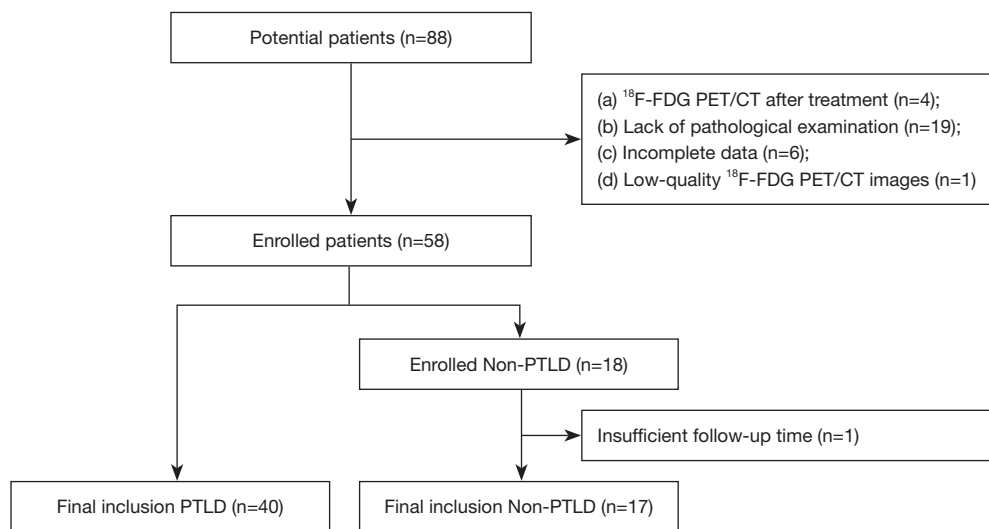 Potential patients (n=88)
(a) ¹⁸F-FDG PET/CT after treatment (n=4);
(b) Lack of pathological examination (n=19);
(c) Incomplete data (n=6);
(d) Low-quality ¹⁸F-FDG PET/CT images (n=1)
Enrolled patients (n=58)
Enrolled Non-PTLD (n=18)
Insufficient follow-up time (n=1)
Final inclusion PTLD (n=40)
Final inclusion Non-PTLD (n=17)